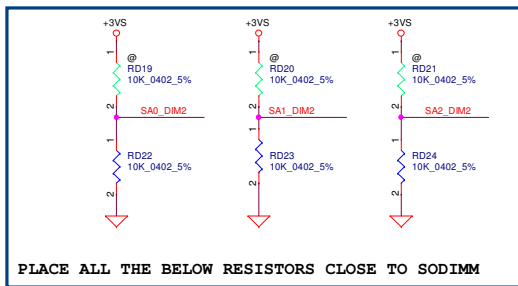 +3VS +3VS +3VS
1 1 1
@ @ @
RD19 RD20 RD21
10K_0402_5% 10K_0402_5% 10K_0402_5%
2 2 2
SA0_DIM2 SA1_DIM2 SA2_DIM2
1 1 1
RD22 RD23 RD24
10K_0402_5% 10K_0402_5% 10K_0402_5%
2 2 2
PLACE ALL THE BELOW RESISTORS CLOSE TO SODIMM